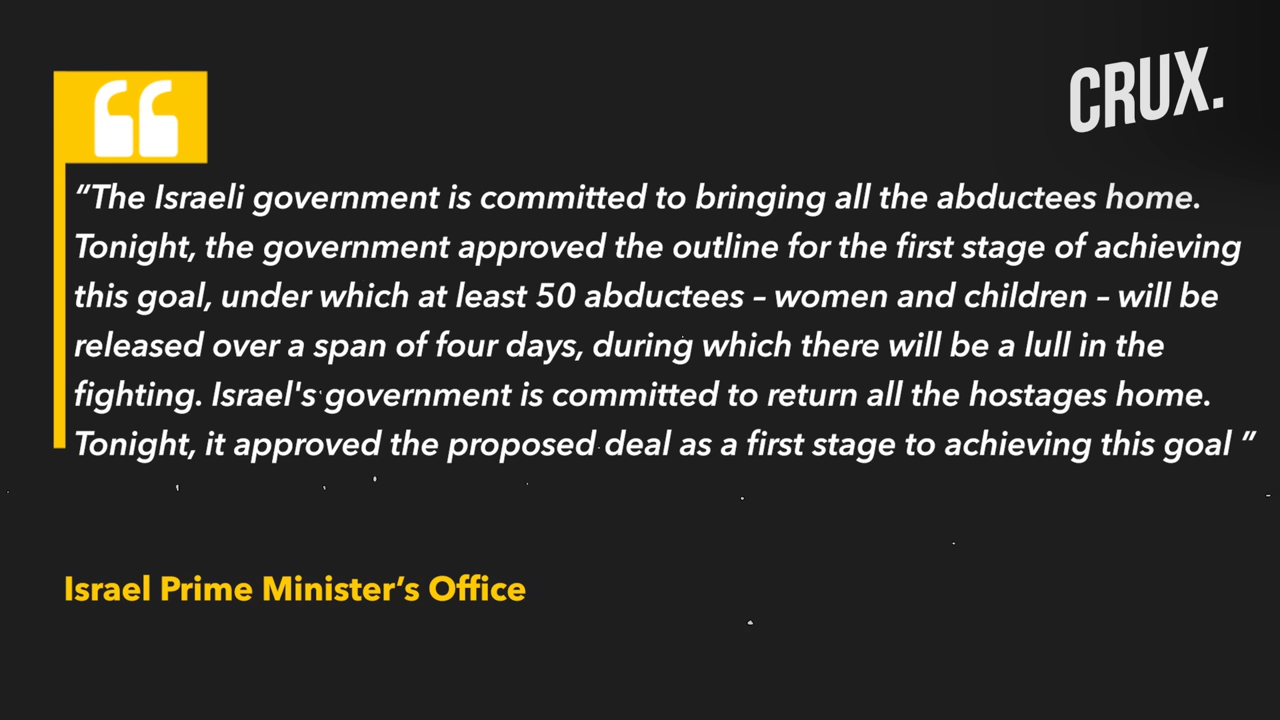 CRUX.
“The Israeli government is committed to bringing all the abductees home.
Tonight, the government approved the outline for the first stage of achieving
this goal, under which at least 50 abductees – women and children – will be
released over a span of four days, during which there will be a lull in the
fighting. Israel's government is committed to return all the hostages home.
Tonight, it approved the proposed deal as a first stage to achieving this goal ”
Israel Prime Minister’s Office